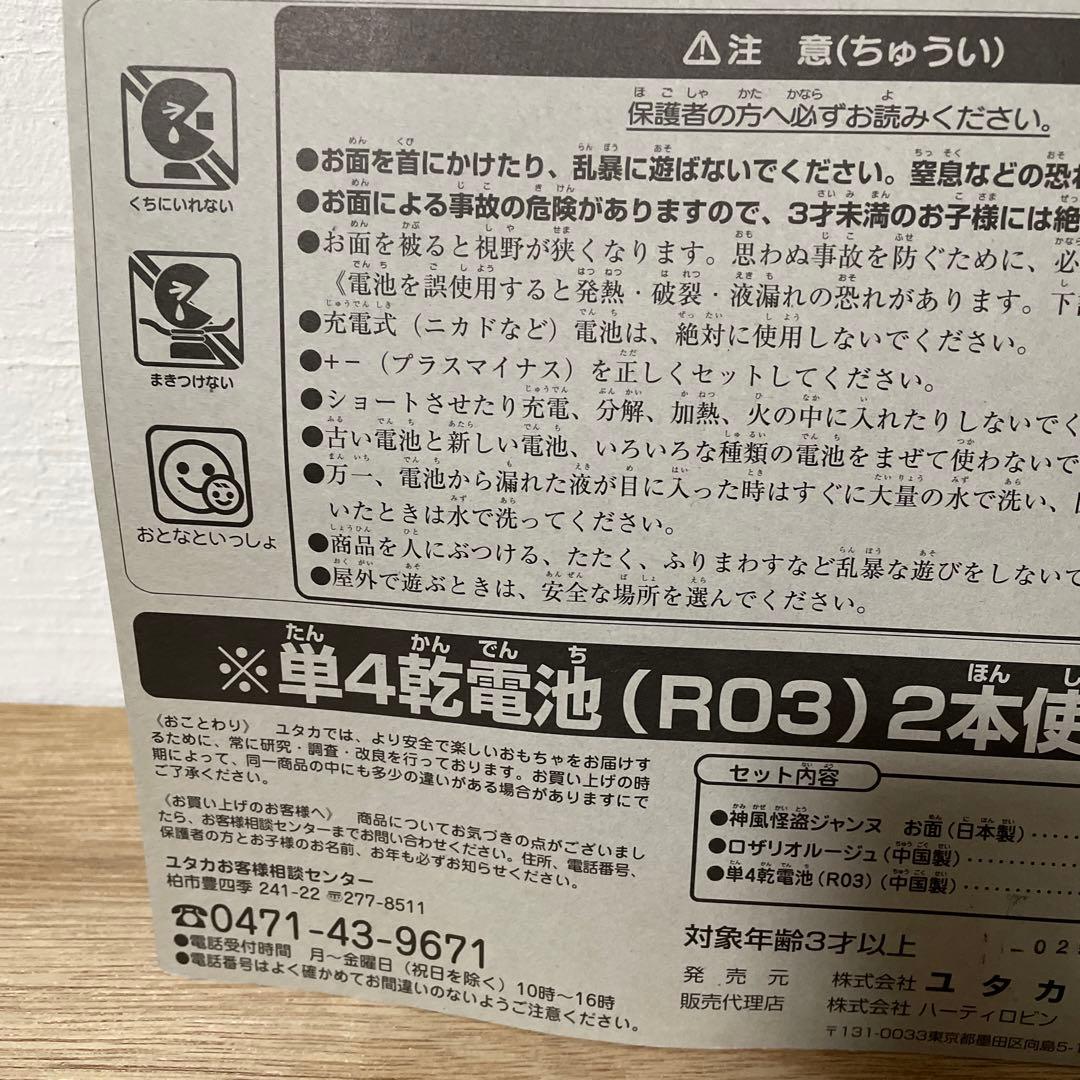 ⚠注 意(ちゅうい)
保護者の方へ必ずお読みください。
●お面を首にかけたり、乱暴に遊ばないでください。窒息などの恐
●お面による事故の危険がありますので、3才未満のお子様には絶
●お面を被ると視野が狭くなります。思わぬ事故を防ぐために、必
《電池を誤使用すると発熱・破裂・液漏れの恐れがあります。下
●充電式(ニカドなど)電池は、絶対に使用しないでください。
●+-(プラスマイナス)を正しくセットしてください。
●ショートさせたり充電、分解、加熱、火の中に入れたりしないでく
●古い電池と新しい電池、いろいろな種類の電池をまぜて使わないで
●万一、電池から漏れた液が目に入った時はすぐに大量の水で洗い、
いたときは水で洗ってください。
●商品を人にぶつける、たたく、ふりまわすなど乱暴な遊びをしないで
●屋外で遊ぶときは、安全な場所を選んでください。
くちにいれない
まきつけない
おとなといっしょ
※単4乾電池(R03)2本使
《おことわり》 ユタカでは、より安全で楽しいおもちゃをお届けす
るために、常に研究・調査・改良を行っております。お買い上げの時
期によって、同一商品の中にも多少の違いがある場合がありますにで
ご了承ください。
《お買い上げのお客様へ》 商品についてお気づきの点がございまし
たら、お客様相談センターまでお問い合わせください。住所、電話番号、
保護者の方とお子様のお名前、お年も必ずお知らせください。
ユタカお客様相談センター
柏市豊四季 241-22 〒277-8511
☎0471-43-9671
●電話受付時間 月〜金曜日(祝日を除く)10時〜16時
●電話番号はよく確かめてお間違いのないようご注意ください。
セット内容
●神風怪盗ジャンヌ お面(日本製)
●ロザリオルージュ(中国製)
●単4乾電池(R03)(中国製)
対象年齢3才以上
発売元 株式会社 ユタカ
販売代理店 株式会社 ハーティロビン
〒131-0033東京都墨田区向島5-1